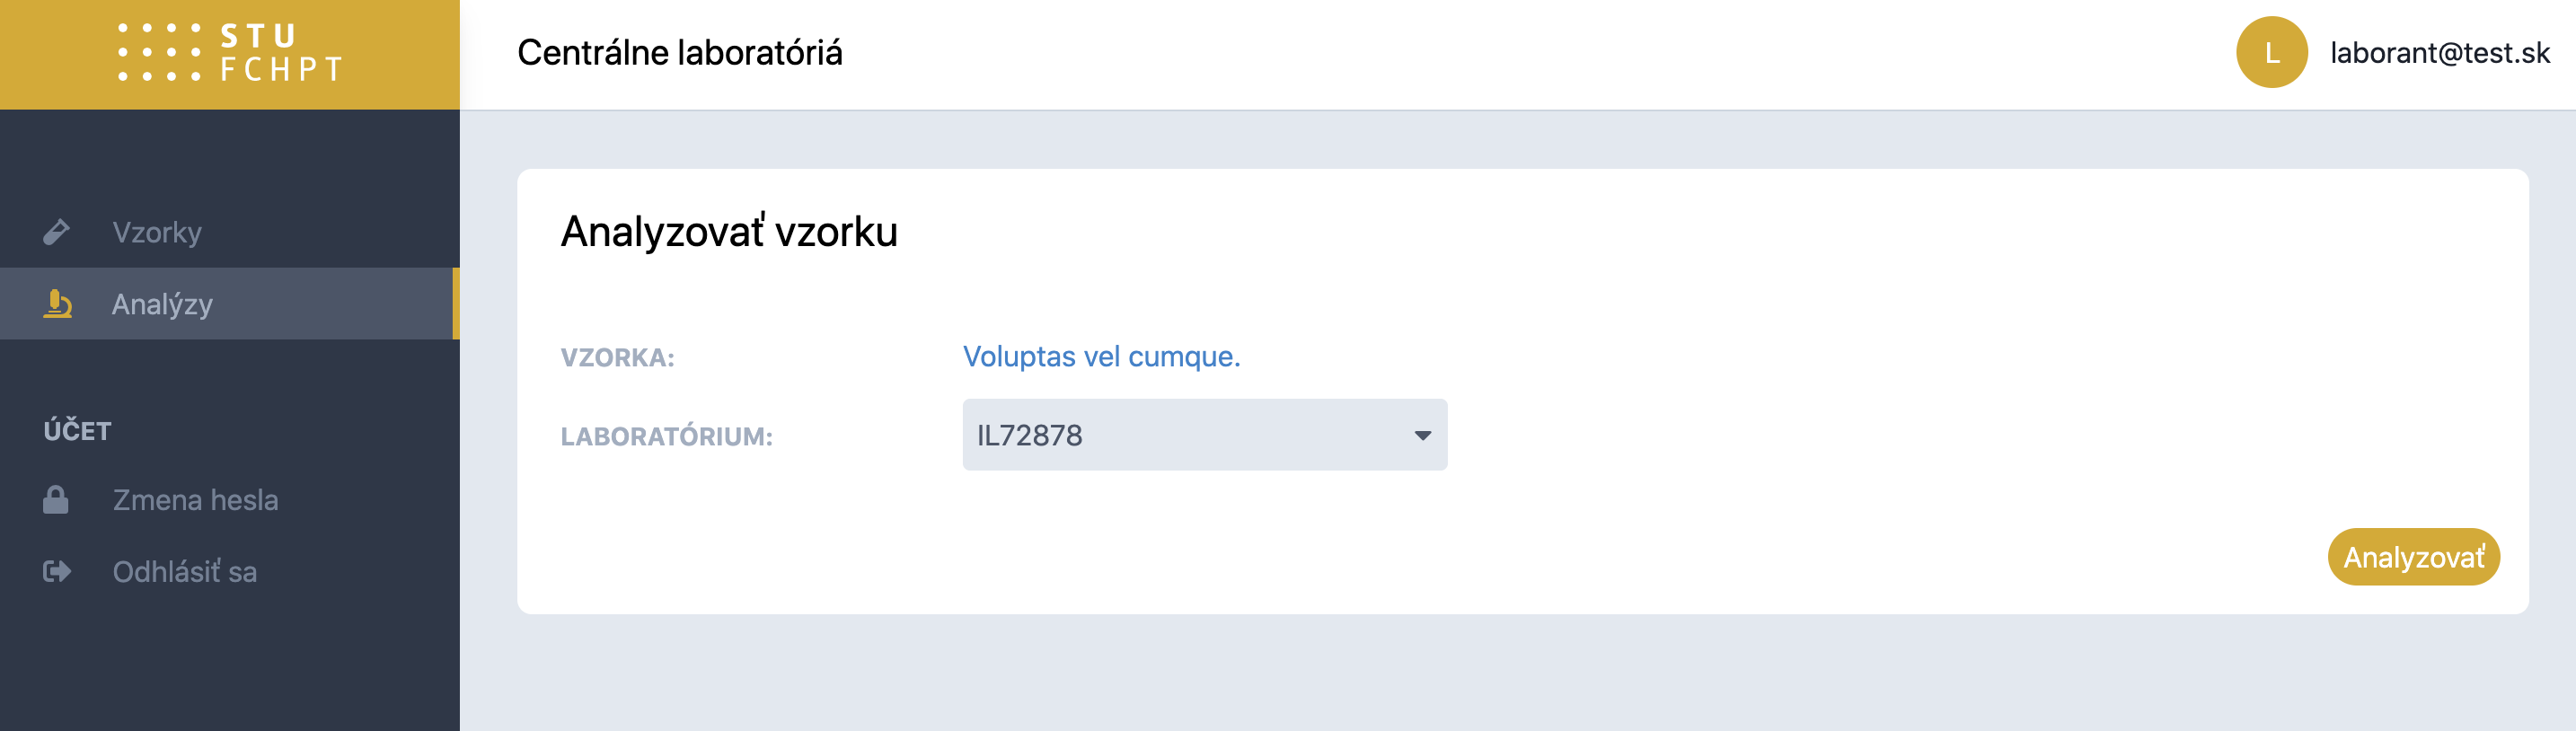 STU
FCHPT
Centrálne laboratóriá
L
laborant@test.sk
Vzorky
Analýzy
ÚČET
Zmena hesla
Odhlásiť sa
Analyzovať vzorku
VZORKA:
Voluptas vel cumque.
LABORATÓRIUM:
IL72878
Analyzovať